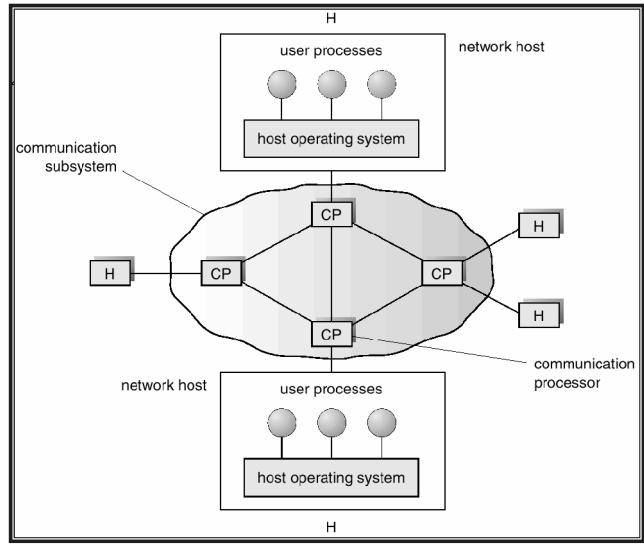 H
user processes
network host
host operating system
communication
subsystem
CP
H
H
CP
CP
H
CP
communication
processor
network host
user processes
host operating system
H